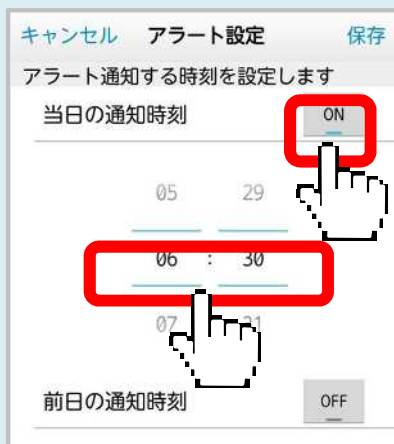 キャンセル アラート設定 保存
アラート通知する時刻を設定します
当日の通知時刻 ON
05 29
06 : 30
07 31
前日の通知時刻 OFF